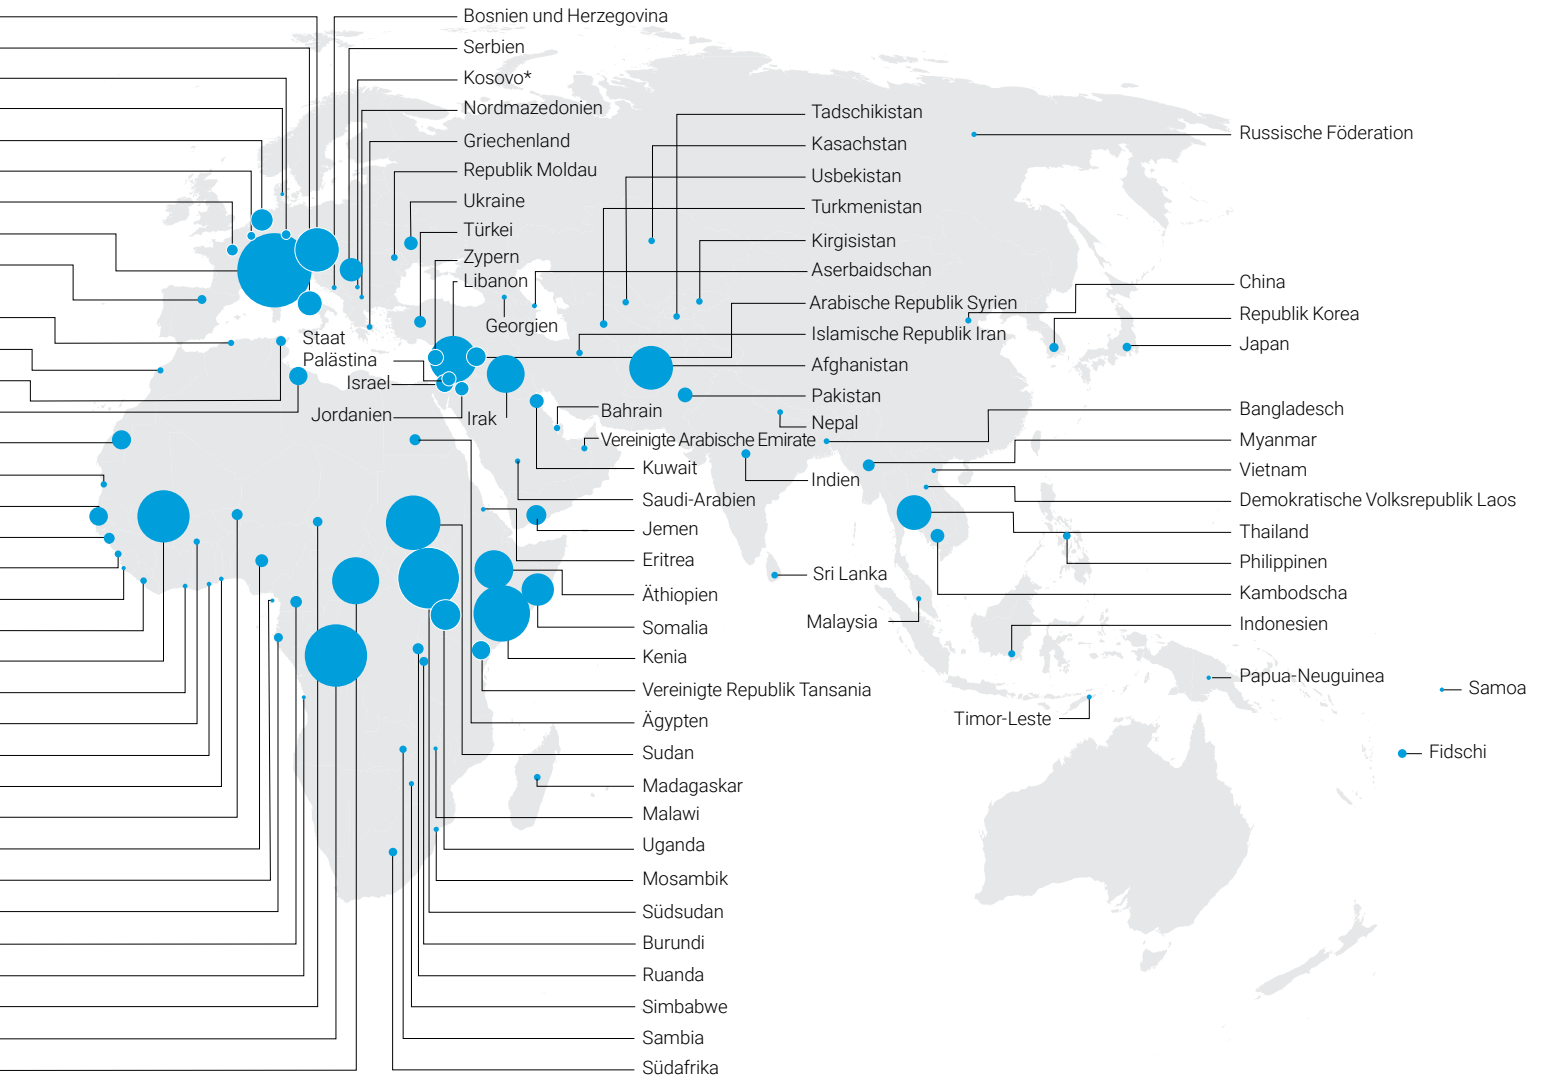 Bosnien und Herzegovina
Serbien
Kosovo*
Nordmazedonien
Griechenland
Republik Moldau
Ukraine
Türkei
Zypern
Libanon
Georgien
Staat
Palästina
Israel
Jordanien
Irak
Tadschikistan
Kasachstan
Usbekistan
Turkmenistan
Kirgisistan
Aserbaidschan
Arabische Republik Syrien
Islamische Republik Iran
Afghanistan
Pakistan
Nepal
Bahrain
Vereinigte Arabische Emirate
Indien
Kuwait
Saudi-Arabien
Jemen
Eritrea
Äthiopien
Somalia
Kenia
Vereinigte Republik Tansania
Ägypten
Sudan
Madagaskar
Malawi
Uganda
Mosambik
Südsudan
Burundi
Ruanda
Simbabwe
Sambia
Südafrika
Sri Lanka
Malaysia
Russische Föderation
China
Republik Korea
Japan
Bangladesch
Myanmar
Vietnam
Demokratische Volksrepublik Laos
Thailand
Philippinen
Kambodscha
Indonesien
Papua-Neuguinea
Samoa
Timor-Leste
Fidschi